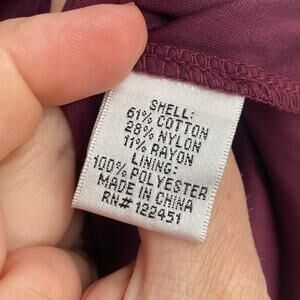 SHELL:
61% COTTON
28% NYLON
11% RAYON
LINING:
100% POLYESTER
MADE IN CHINA
RN# 122451